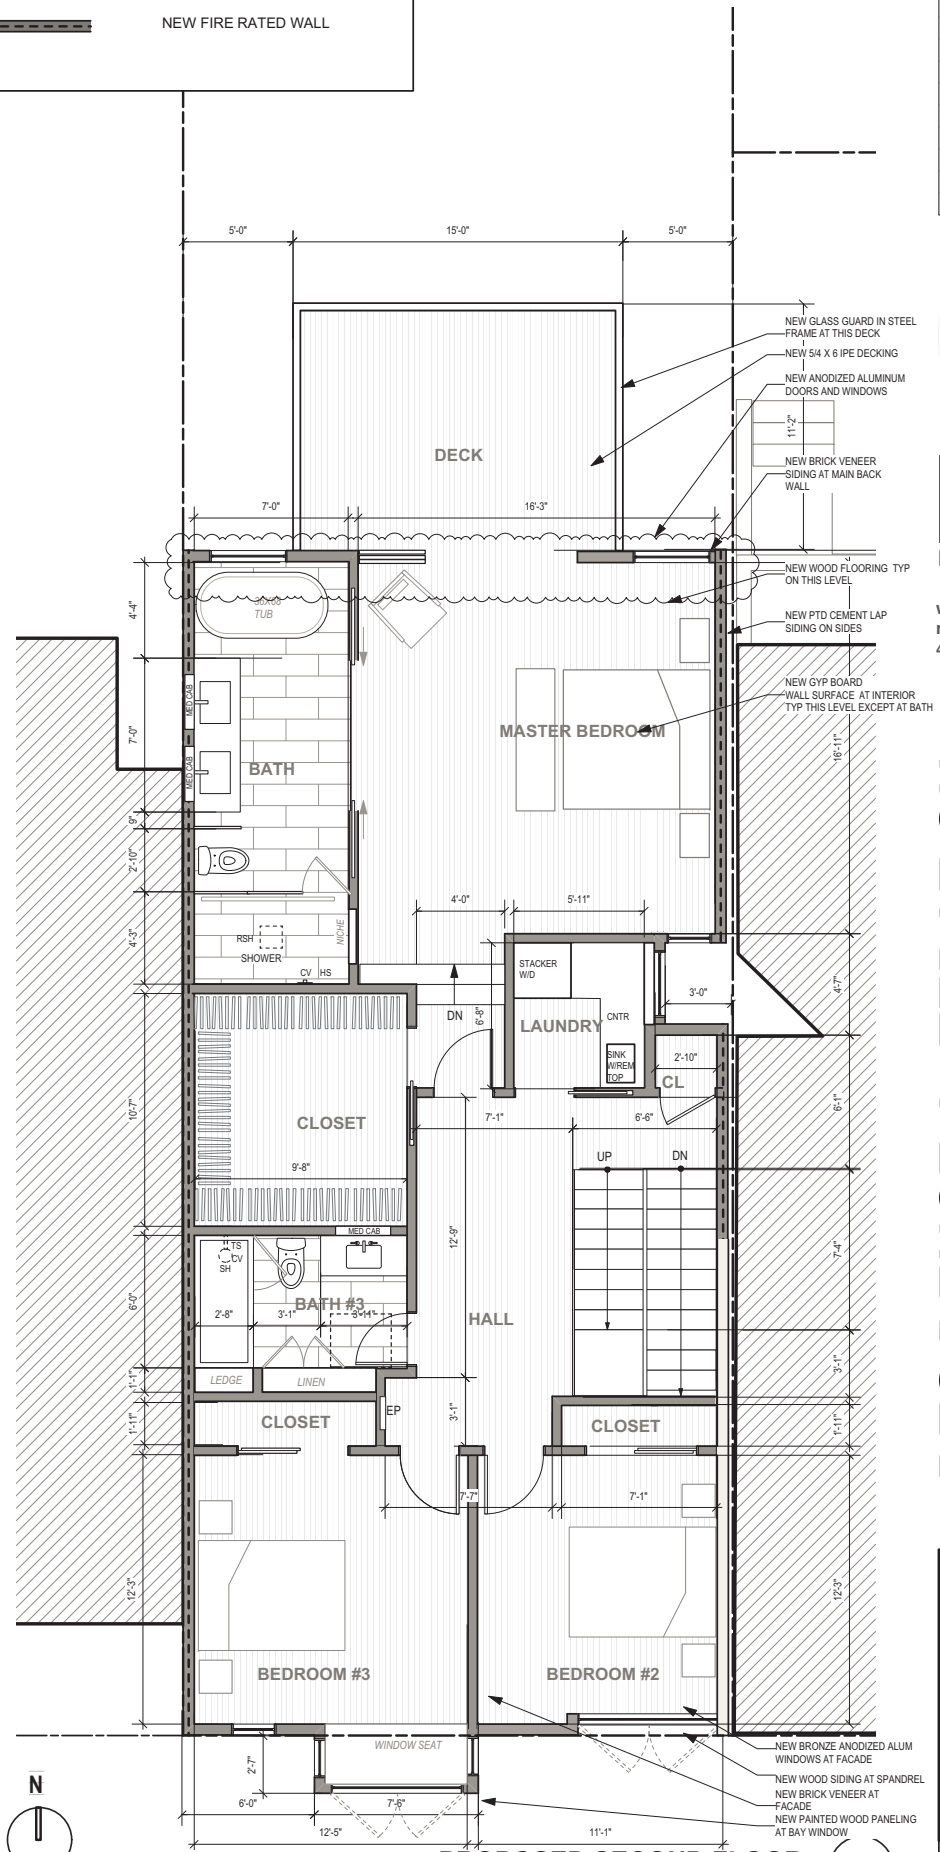 NEW FIRE RATED WALL
5'-0"
15'-0"
5'-0"
NEW GLASS GUARD IN STEEL
FRAME AT THIS DECK
NEW 5/4 X 6 IPE DECKING
NEW ANODIZED ALUMINUM
DOORS AND WINDOWS
11'-2"
DECK
NEW BRICK VENEER
SIDING AT MAIN BACK
WALL
7'-0"
16'-3"
NEW WOOD FLOORING TYP
ON THIS LEVEL
4'-4"
TUB
NEW PTD CEMENT LAP
SIDING ON SIDES
NEW GYP BOARD
WALL SURFACE AT INTERIOR
TYP THIS LEVEL EXCEPT AT BATH
MED CAB
MASTER BEDROOM
7'-0"
16'-11"
MED CAB
BATH
9"
2'-10"
4'-0"
5'-11"
4'-3"
RSH
SHOWER
NICHE
CV HS
STACKER
W/D
4'-7"
3'-0"
DN
6'-8"
LAUNDRY
CNTR
SINK
W/REM
TOP
2'-10"
CL
10'-7"
CLOSET
7'-1"
6'-6"
6'-1"
9'-8"
UP
DN
MED CAB
12'-9"
7'-4"
TS
CV
SH
6'-0"
BATH #3
2'-8"
3'-1"
3'-11"
HALL
1'-1"
LEDGE
LINEN
3'-1"
1'-11"
CLOSET
EP
3'-1"
CLOSET
1'-11"
7'-7"
7'-1"
12'-3"
12'-3"
BEDROOM #3
BEDROOM #2
WINDOW SEAT
NEW BRONZE ANODIZED ALUM
WINDOWS AT FACADE
2'-7"
NEW WOOD SIDING AT SPANDREL
N
NEW BRICK VENEER AT
FACADE
6'-0"
7'-6"
NEW PAINTED WOOD PANELING
AT BAY WINDOW
12'-5"
11'-1"
PROPOSED SECOND FLOOR